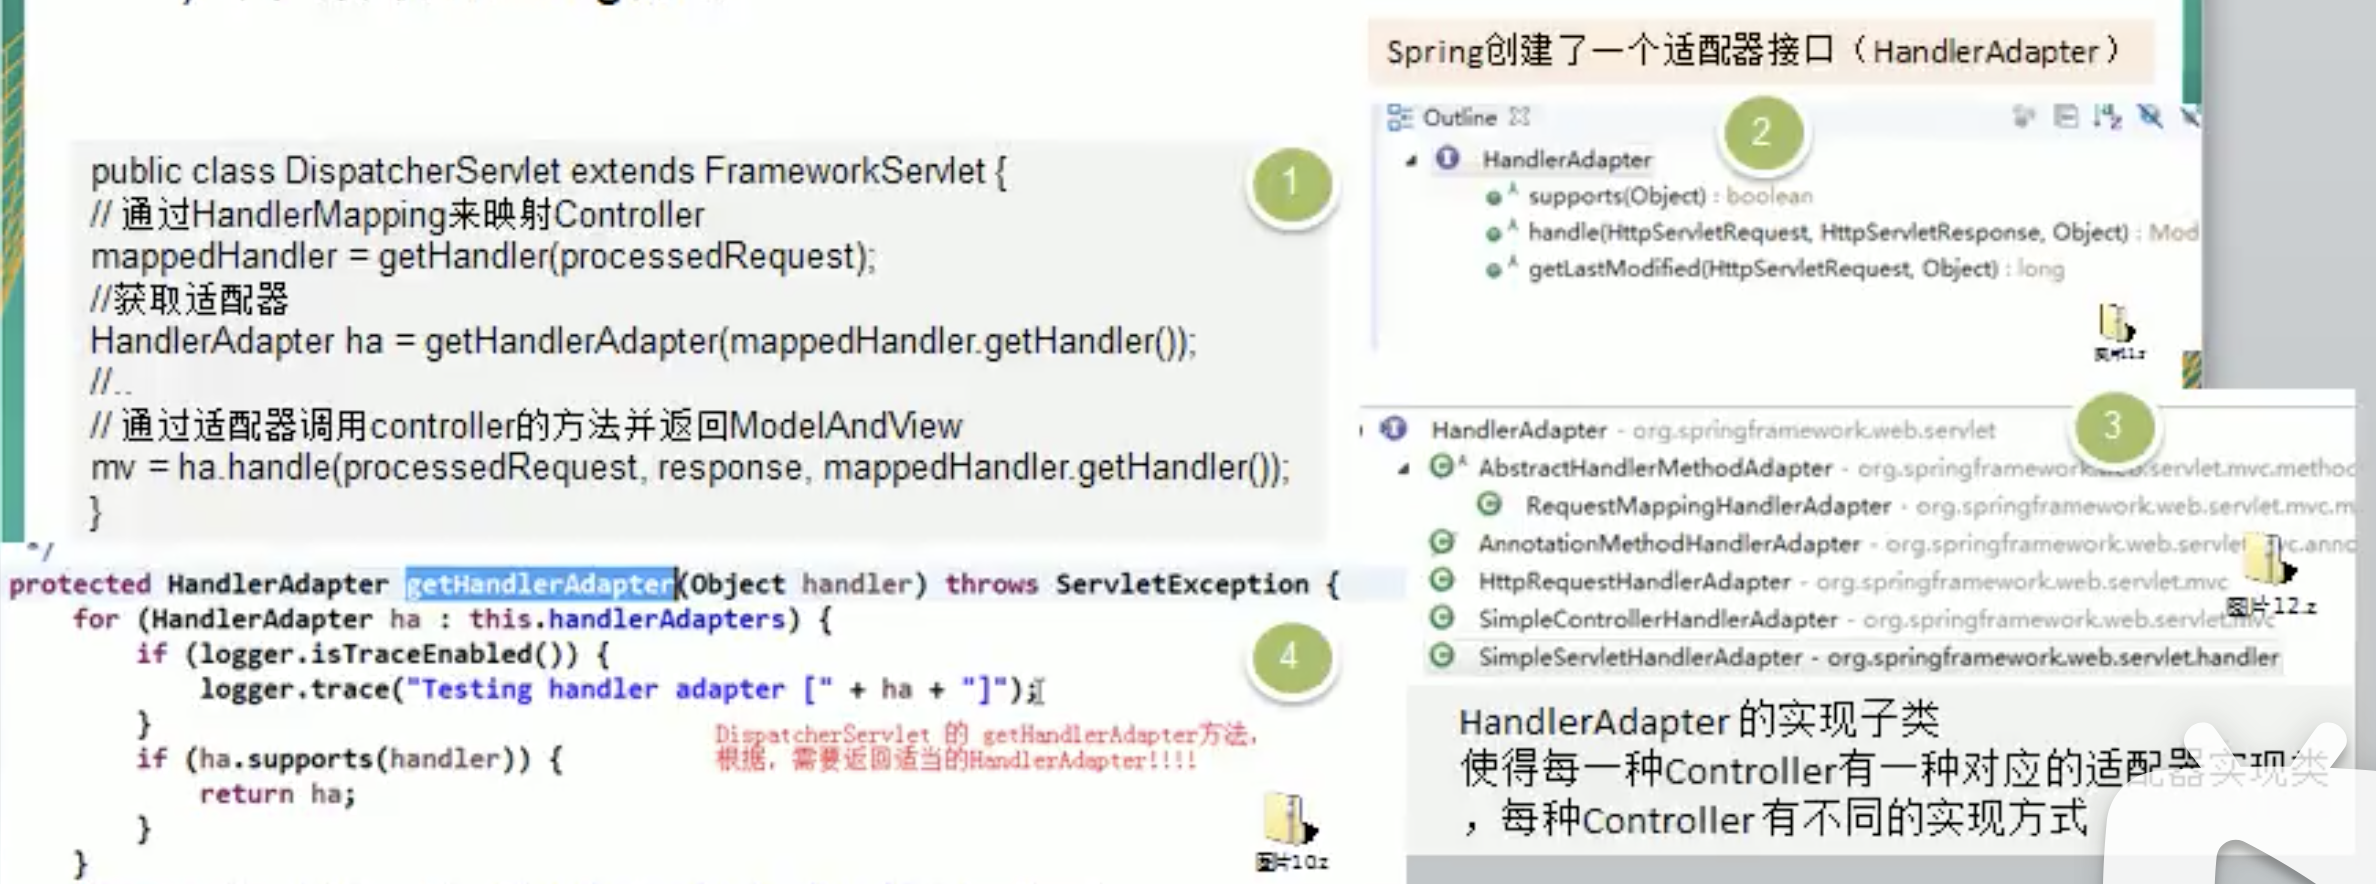 public class DispatcherServlet extends FrameworkServlet {
// 通过HandlerMapping来映射Controller
mappedHandler = getHandler(processedRequest);
//获取适配器
HandlerAdapter ha = getHandlerAdapter(mappedHandler.getHandler());
//..
// 通过适配器调用controller的方法并返回ModelAndView
mv = ha.handle(processedRequest, response, mappedHandler.getHandler());
}
1
Spring创建了一个适配器接口（HandlerAdapter）
2
Outline
HandlerAdapter
supports(Object) : boolean
handle(HttpServletRequest, HttpServletResponse, Object) : Mod
getLastModified(HttpServletRequest, Object) : long
图片11.z
3
HandlerAdapter - org.springframework.web.servlet
AbstractHandlerMethodAdapter - org.springframework.web.servlet.mvc.method
RequestMappingHandlerAdapter - org.springframework.web.servlet.mvc.m
AnnotationMethodHandlerAdapter - org.springframework.web.servlet.mvc.anno
HttpRequestHandlerAdapter - org.springframework.web.servlet.mvc
SimpleControllerHandlerAdapter - org.springframework.web.servlet.mvc
SimpleServletHandlerAdapter - org.springframework.web.servlet.handler
图片12.z
HandlerAdapter 的实现子类
使得每一种Controller有一种对应的适配器实现类
，每种Controller 有不同的实现方式
*/
protected HandlerAdapter getHandlerAdapter(Object handler) throws ServletException {
for (HandlerAdapter ha : this.handlerAdapters) {
if (logger.isTraceEnabled()) {
logger.trace("Testing handler adapter [" + ha + "]");
}
if (ha.supports(handler)) {
return ha;
}
}
4
DispatcherServlet 的 getHandlerAdapter方法,
根据, 需要返回适当的HandlerAdapter!!!!
图片10.z